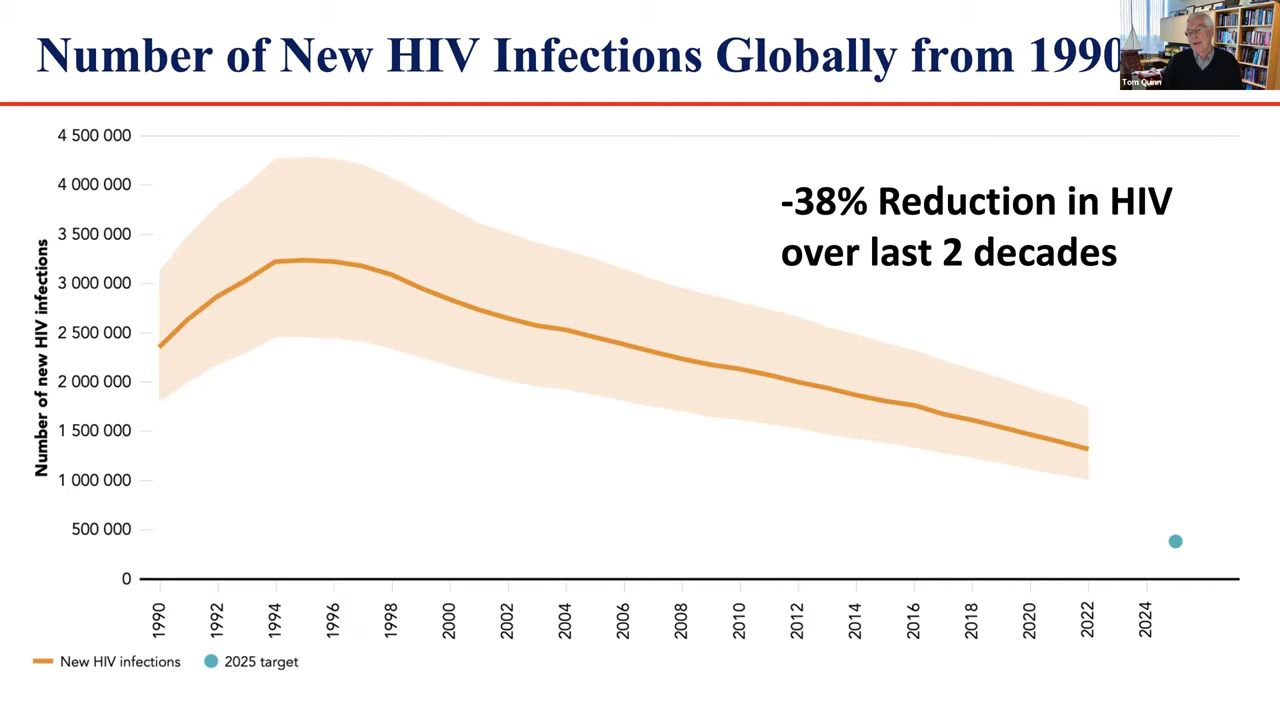 Number of New HIV Infections Globally from 1990
Tom Quinn
4 500 000
4 000 000
3 500 000
3 000 000
2 500 000
2 000 000
1 500 000
1 000 000
500 000
0
Number of new HIV infections
-38% Reduction in HIV
over last 2 decades
1990
1992
1994
1996
1998
2000
2002
2004
2006
2008
2010
2012
2014
2016
2018
2020
2022
2024
New HIV infections
2025 target